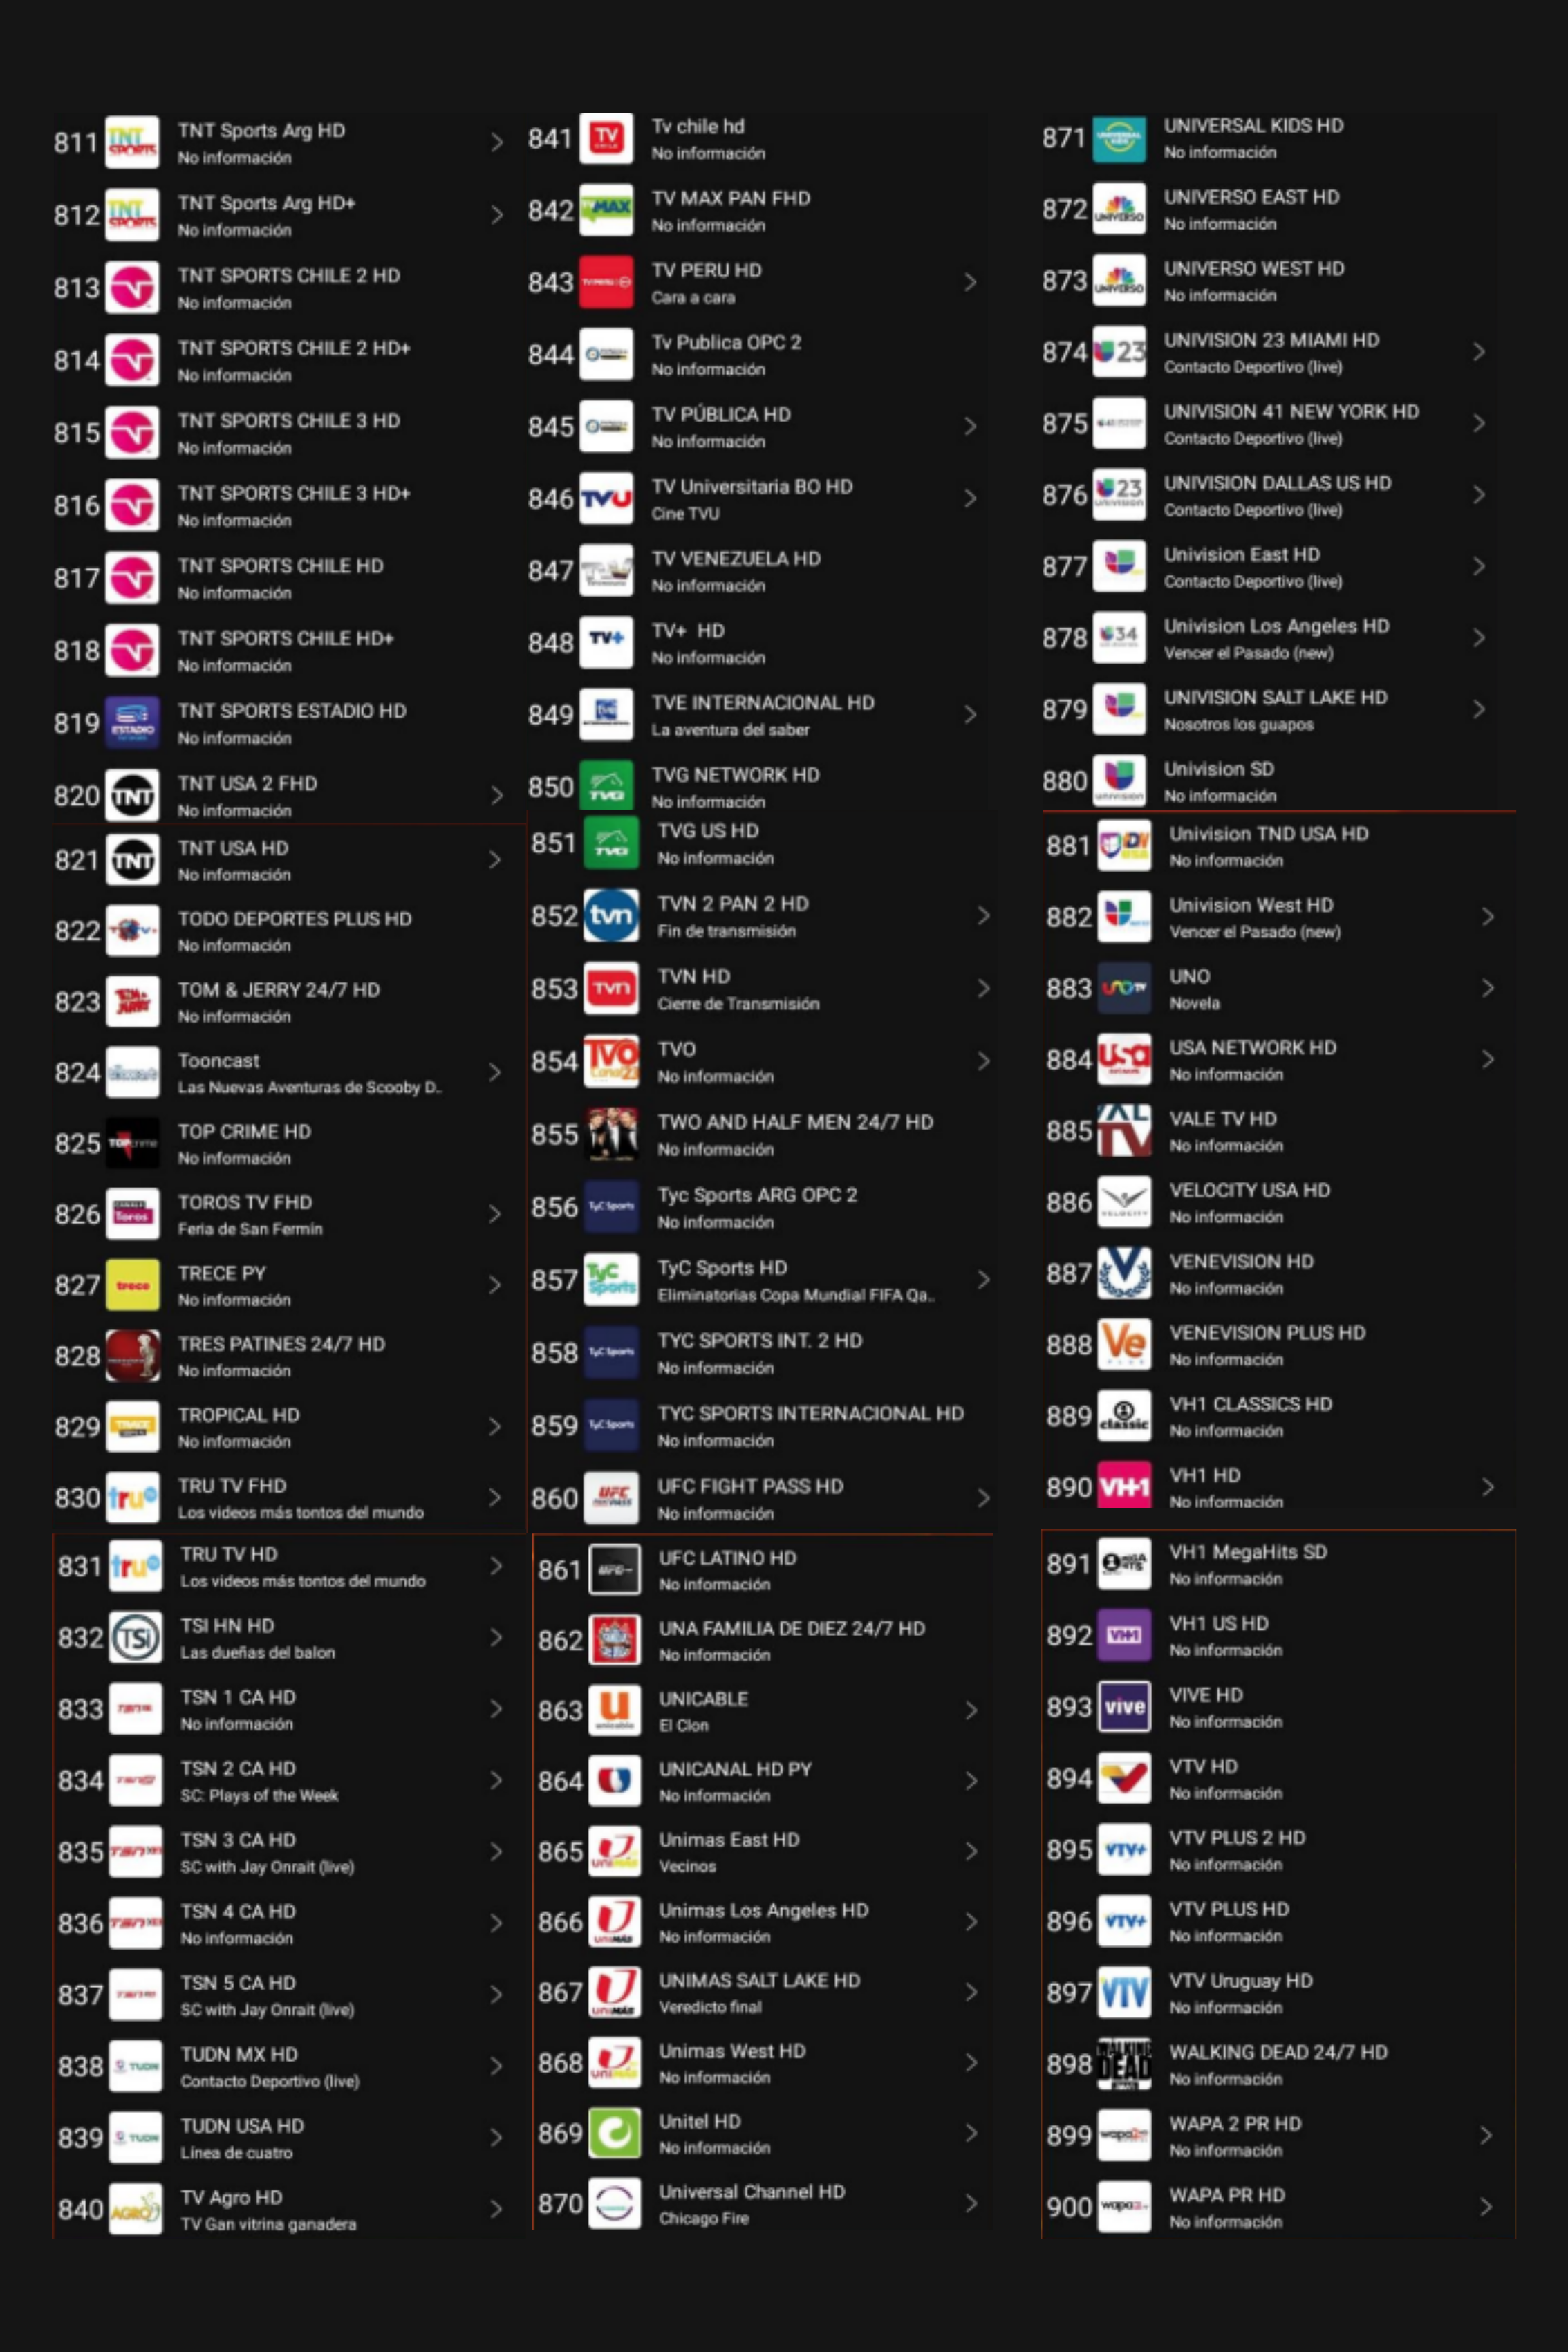 811 TNT Sports Arg HD
No información
812 TNT Sports Arg HD+
No información
813 TNT SPORTS CHILE 2 HD
No información
814 TNT SPORTS CHILE 2 HD+
No información
815 TNT SPORTS CHILE 3 HD
No información
816 TNT SPORTS CHILE 3 HD+
No información
817 TNT SPORTS CHILE HD
No información
818 TNT SPORTS CHILE HD+
No información
819 TNT SPORTS ESTADIO HD
No información
820 TNT USA 2 FHD
No información
821 TNT USA HD
No información
822 TODO DEPORTES PLUS HD
No información
823 TOM & JERRY 24/7 HD
No información
824 Tooncast
Las Nuevas Aventuras de Scooby D..
825 TOP CRIME HD
No información
826 TOROS TV FHD
Feria de San Fermín
827 TRECE PY
No información
828 TRES PATINES 24/7 HD
No información
829 TROPICAL HD
No información
830 TRU TV FHD
Los videos más tontos del mundo
831 TRU TV HD
Los videos más tontos del mundo
832 TSI HN HD
Las dueñas del balon
833 TSN 1 CA HD
No información
834 TSN 2 CA HD
SC: Plays of the Week
835 TSN 3 CA HD
SC with Jay Onrait (live)
836 TSN 4 CA HD
No información
837 TSN 5 CA HD
SC with Jay Onrait (live)
838 TUDN MX HD
Contacto Deportivo (live)
839 TUDN USA HD
Línea de cuatro
840 TV Agro HD
TV Gan vitrina ganadera
841 Tv chile hd
No información
842 TV MAX PAN FHD
No información
843 TV PERU HD
Cara a cara
844 Tv Publica OPC 2
No información
845 TV PÚBLICA HD
No información
846 TV Universitaria BO HD
Cine TVU
847 TV VENEZUELA HD
No información
848 TV+ HD
No información
849 TVE INTERNACIONAL HD
La aventura del saber
850 TVG NETWORK HD
No información
851 TVG US HD
No información
852 TVN 2 PAN 2 HD
Fin de transmisión
853 TVN HD
Cierre de Transmisión
854 TVO
No información
855 TWO AND HALF MEN 24/7 HD
No información
856 Tyc Sports ARG OPC 2
No información
857 TyC Sports HD
Eliminatorias Copa Mundial FIFA Qa..
858 TYC SPORTS INT. 2 HD
No información
859 TYC SPORTS INTERNACIONAL HD
No información
860 UFC FIGHT PASS HD
No información
861 UFC LATINO HD
No información
862 UNA FAMILIA DE DIEZ 24/7 HD
No información
863 UNICABLE
El Clon
864 UNICANAL HD PY
No información
865 Unimas East HD
Vecinos
866 Unimas Los Angeles HD
No información
867 UNIMAS SALT LAKE HD
Veredicto final
868 Unimas West HD
No información
869 Unitel HD
No información
870 Universal Channel HD
Chicago Fire
871 UNIVERSAL KIDS HD
No información
872 UNIVERSO EAST HD
No información
873 UNIVERSO WEST HD
No información
874 UNIVISION 23 MIAMI HD
Contacto Deportivo (live)
875 UNIVISION 41 NEW YORK HD
Contacto Deportivo (live)
876 UNIVISION DALLAS US HD
Contacto Deportivo (live)
877 Univision East HD
Contacto Deportivo (live)
878 Univision Los Angeles HD
Vencer el Pasado (new)
879 UNIVISION SALT LAKE HD
Nosotros los guapos
880 Univision SD
No información
881 Univision TND USA HD
No información
882 Univision West HD
Vencer el Pasado (new)
883 UNO
Novela
884 USA NETWORK HD
No información
885 VALE TV HD
No información
886 VELOCITY USA HD
No información
887 VENEVISION HD
No información
888 VENEVISION PLUS HD
No información
889 VH1 CLASSICS HD
No información
890 VH1 HD
No información
891 VH1 MegaHits SD
No información
892 VH1 US HD
No información
893 VIVE HD
No información
894 VTV HD
No información
895 VTV PLUS 2 HD
No información
896 VTV PLUS HD
No información
897 VTV Uruguay HD
No información
898 WALKING DEAD 24/7 HD
No información
899 WAPA 2 PR HD
No información
900 WAPA PR HD
No información